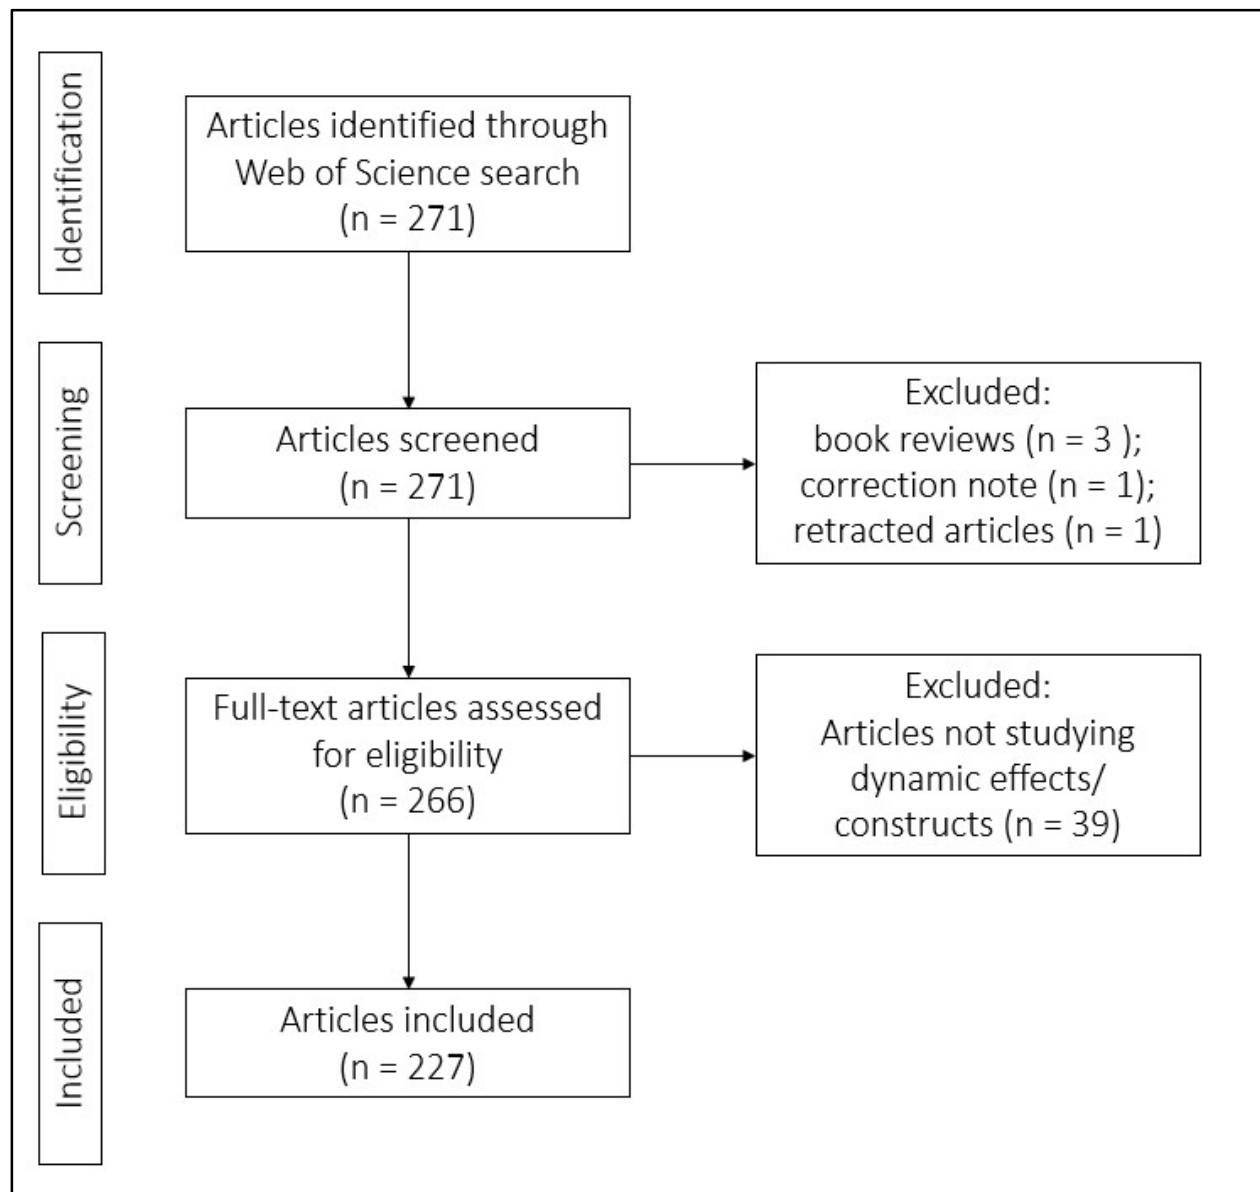 Identification
Articles identified through
Web of Science search
(n = 271)
Screening
Articles screened
(n = 271)
Excluded:
book reviews (n = 3 );
correction note (n = 1);
retracted articles (n = 1)
Eligibility
Full-text articles assessed
for eligibility
(n = 266)
Excluded:
Articles not studying
dynamic effects/
constructs (n = 39)
Included
Articles included
(n = 227)